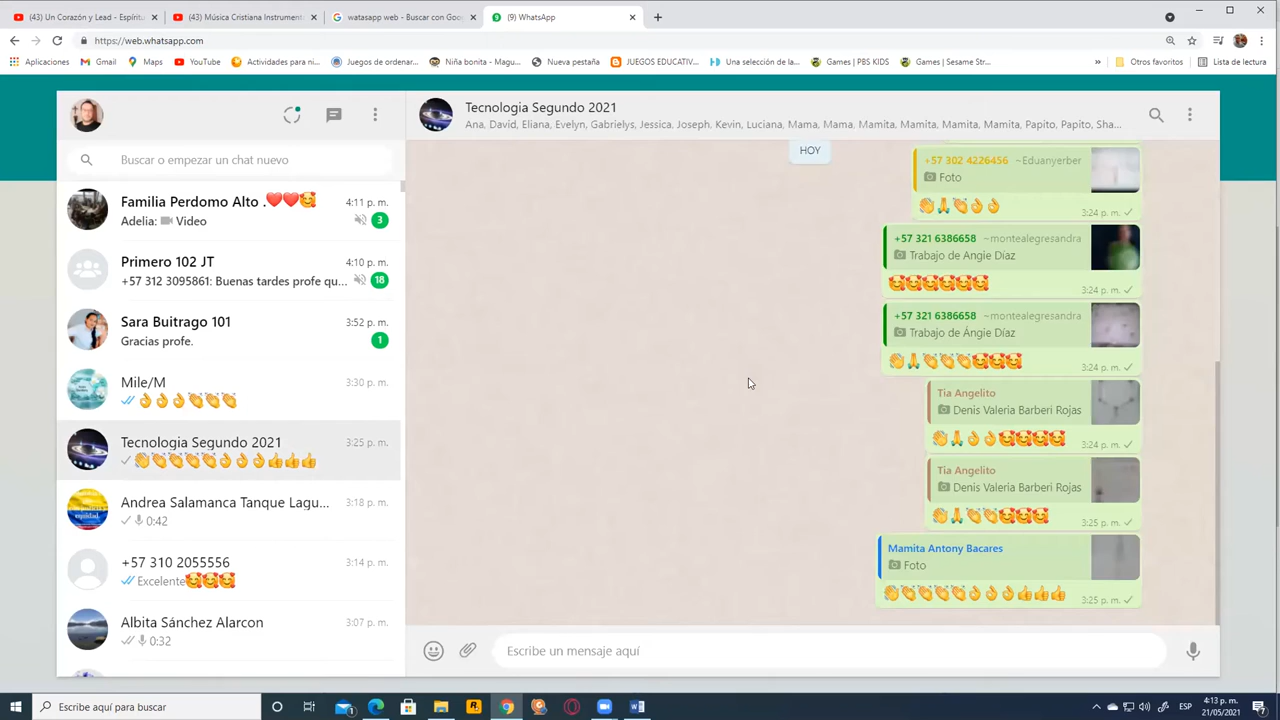 (43) Un Corazón y Lead - Espíritu
(43) Música Cristiana Instrument
watasapp web - Buscar con Goo
(9) WhatsApp
https://web.whatsapp.com
Aplicaciones
Gmail
Maps
YouTube
Actividades para ni...
Juegos de ordenar...
Niña bonita - Magu...
Nueva pestaña
JUEGOS EDUCATIV...
Una selección de la...
Games | PBS KIDS
Games | Sesame Str...
»
Otros favoritos
Lista de lectura
Buscar o empezar un chat nuevo
Familia Perdomo Alto .❤️❤️🥰
4:11 p. m.
Adelia: Video
3
Primero 102 JT
4:10 p. m.
+57 312 3095861: Buenas tardes profe qu...
18
Sara Buitrago 101
3:52 p. m.
Gracias profe.
1
Mile/M
3:30 p. m.
👌👌👌👏👏👏
Tecnologia Segundo 2021
3:25 p. m.
👏👏👏👏👏👌👌👌👍👍👍
Andrea Salamanca Tanque Lagu...
3:18 p. m.
0:42
+57 310 2055556
3:14 p. m.
Excelente🥰🥰🥰
Albita Sánchez Alarcon
3:07 p. m.
0:32
Tecnologia Segundo 2021
Ana, David, Eliana, Evelyn, Gabrielys, Jessica, Joseph, Kevin, Luciana, Mama, Mama, Mamita, Mamita, Mamita, Mamita, Papito, Papito, Sha...
HOY
+57 302 4226456 ~Eduanyerber
Foto
👏🙏👏👌👌
3:24 p. m.
+57 321 6386658 ~montealegresandra
Trabajo de Angie Díaz
🥰🥰🥰🥰🥰🥰
3:24 p. m.
+57 321 6386658 ~montealegresandra
Trabajo de Ángie Díaz
👏🙏👏👏👏🥰🥰🥰
3:24 p. m.
Tia Angelito
Denis Valeria Barberi Rojas
👏🙏👌👌🥰🥰🥰🥰
3:24 p. m.
Tia Angelito
Denis Valeria Barberi Rojas
👏🙏👏👏🥰🥰🥰
3:25 p. m.
Mamita Antony Bacares
Foto
👏👏👏👏👏👌👌👌👍👍👍
3:25 p. m.
Escribe un mensaje aquí
Escribe aquí para buscar
ESP
4:13 p. m.
21/05/2021